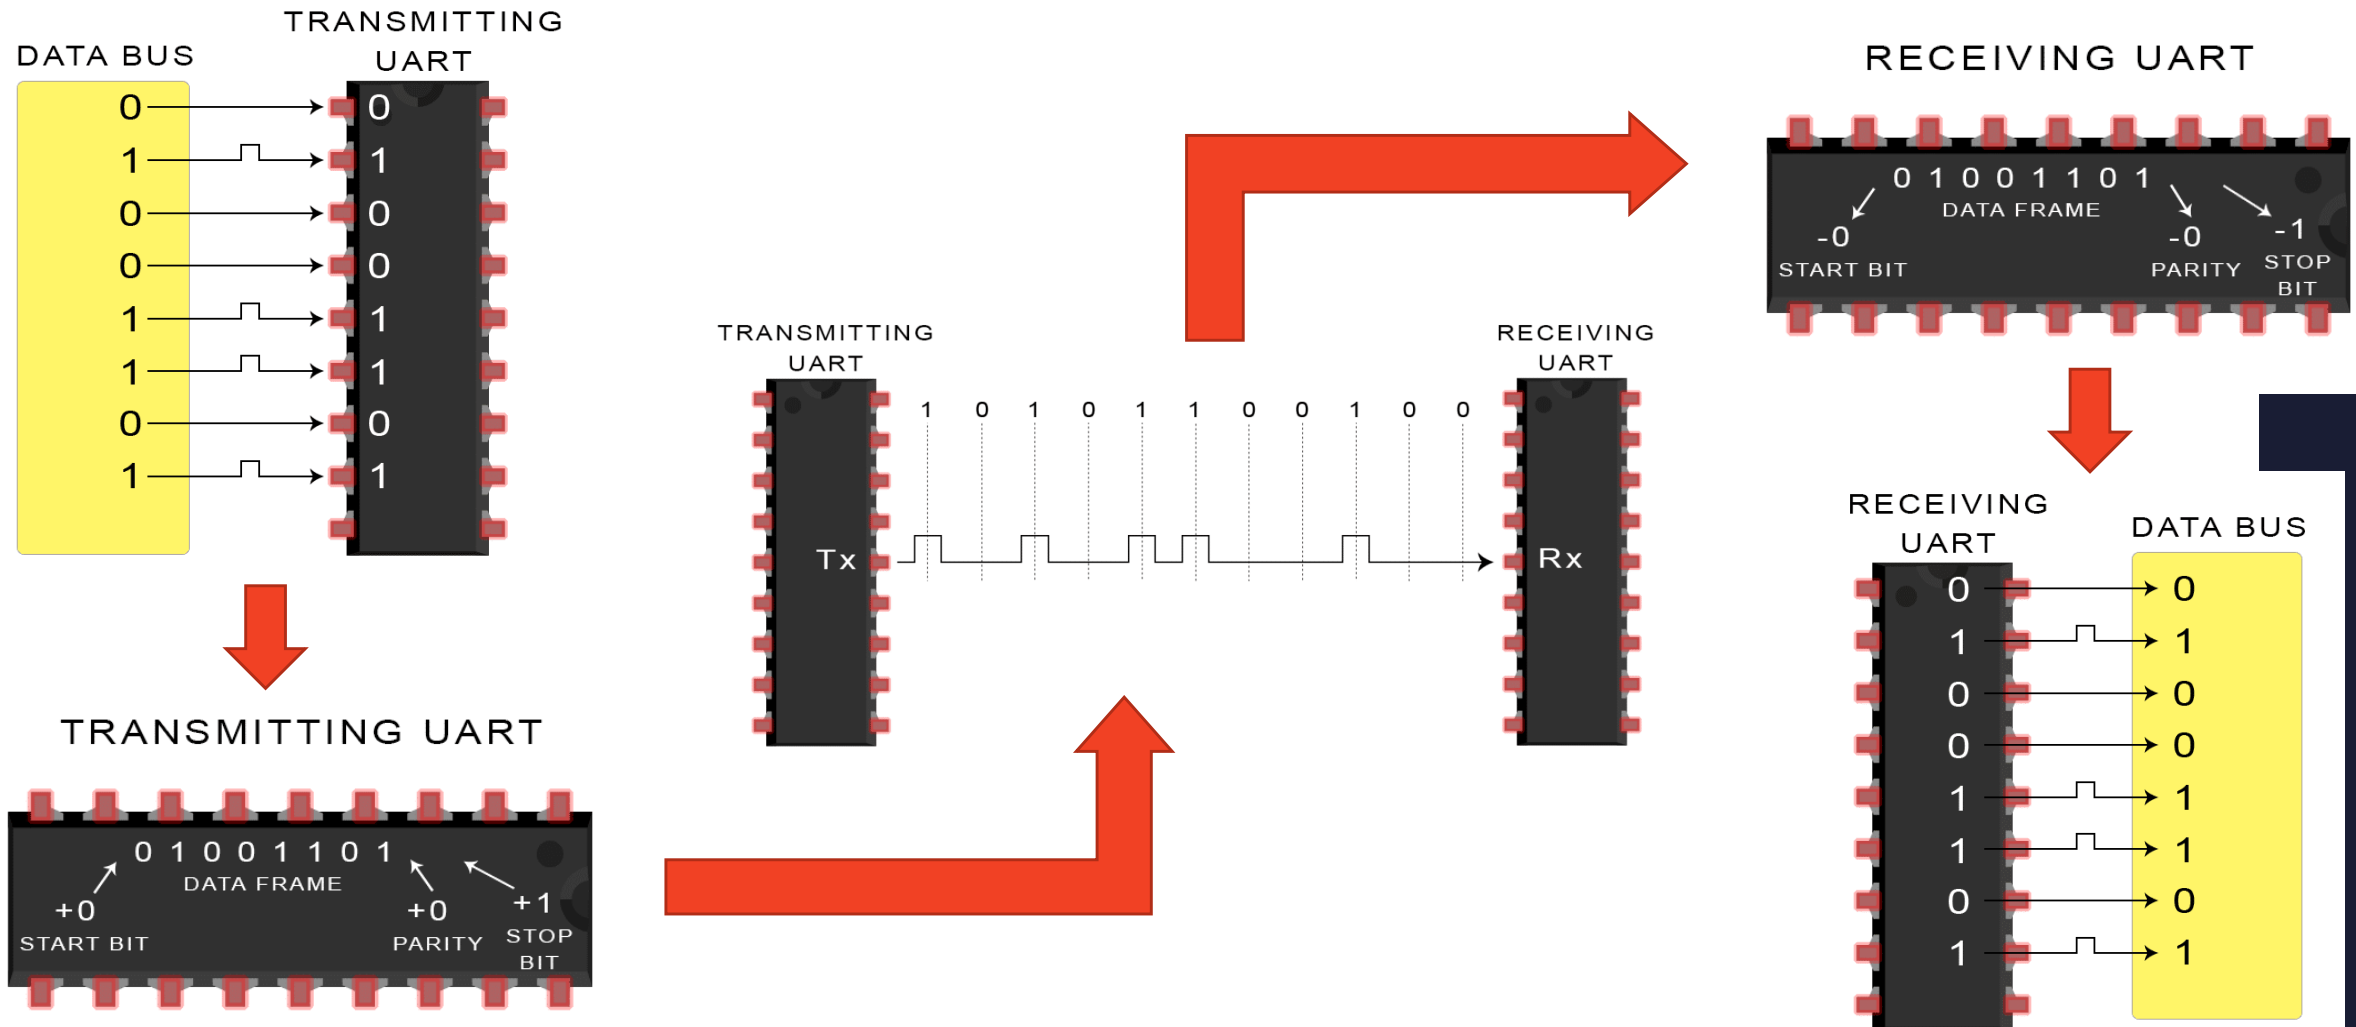 TRANSMITTING
UART
DATA BUS
0 0
1 1
0 0
0 0
1 1
1 1
0 0
1 1
TRANSMITTING UART
0 1 0 0 1 1 0 1
DATA FRAME
+0 +0 +1
START BIT PARITY STOP
BIT
TRANSMITTING
UART
RECEIVING
UART
1 0 1 0 1 1 0 0 1 0 0
Tx Rx
RECEIVING UART
0 1 0 0 1 1 0 1
DATA FRAME
-0 -0 -1
START BIT PARITY STOP
BIT
RECEIVING
UART
DATA BUS
0 0
1 1
0 0
0 0
1 1
1 1
0 0
1 1